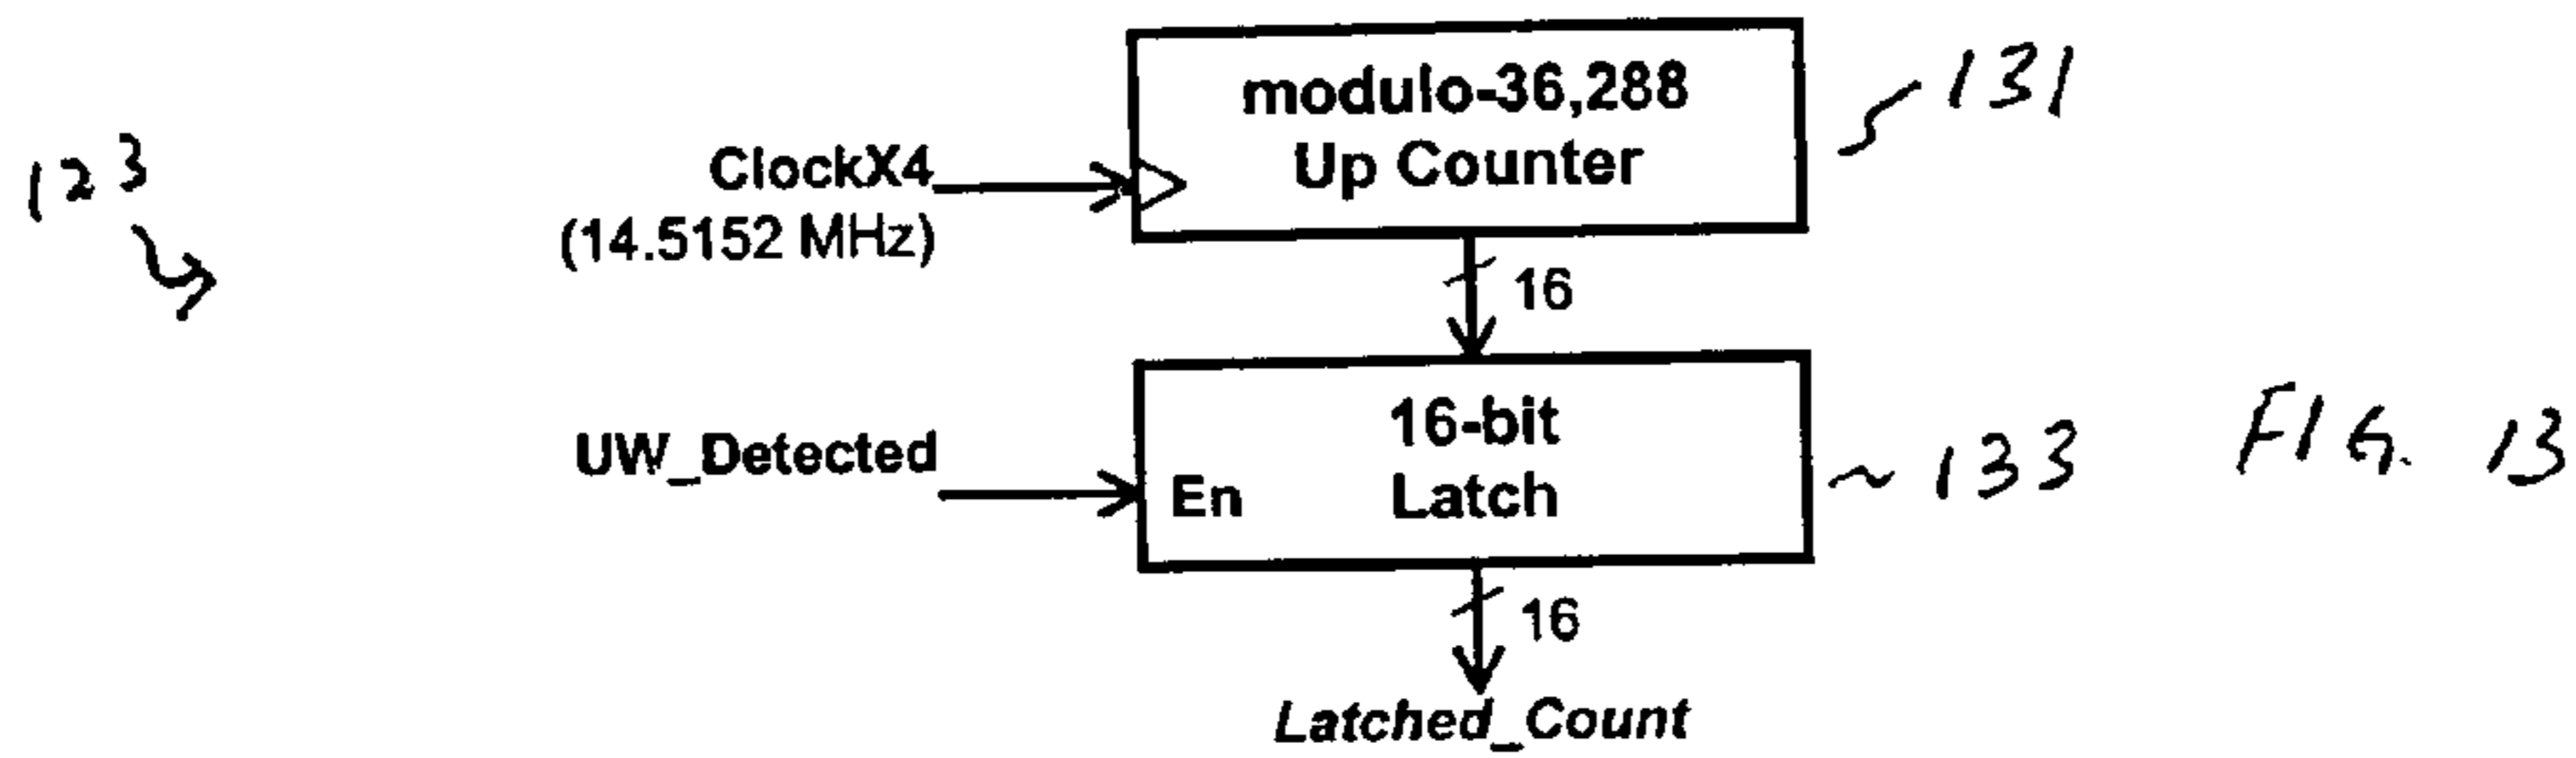 modulo-36,288
Up Counter
131
123
ClockX4
(14.5152 MHz)
16
16-bit
Latch
UW_Detected
En
133
FIG. 13
16
Latched_Count